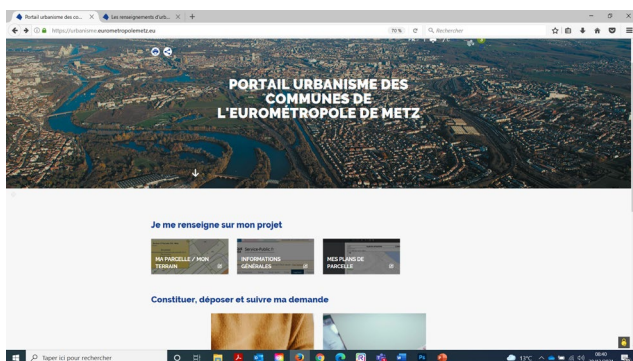 Portail urbanisme des co...
Les renseignements d'urb...
https://urbanisme.eurometropolemetz.eu
70 %
Rechercher
PORTAIL URBANISME DES
COMMUNES DE
L'EUROMÉTROPOLE DE METZ
Je me renseigne sur mon projet
MA PARCELLE / MON
TERRAIN
INFORMATIONS
GÉNÉRALES
MES PLANS DE
PARCELLE
Constituer, déposer et suivre ma demande
Taper ici pour rechercher
13°C
08:40